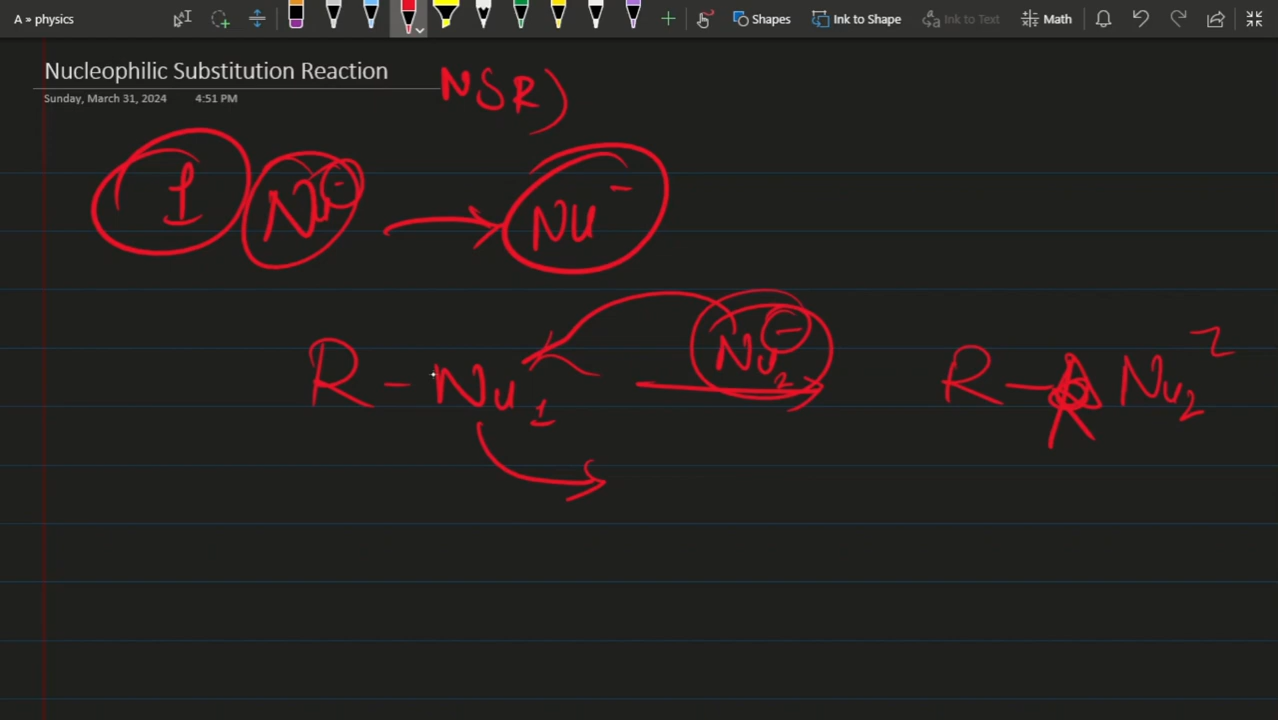 A » physics
Shapes
Ink to Shape
Ink to Text
Math
Nucleophilic Substitution Reaction
Sunday, March 31, 2024 4:51 PM
NSR)
1 Nu⁻ → Nu⁻
R - Nu₁ Nu₂⁻ → R - Nu₂